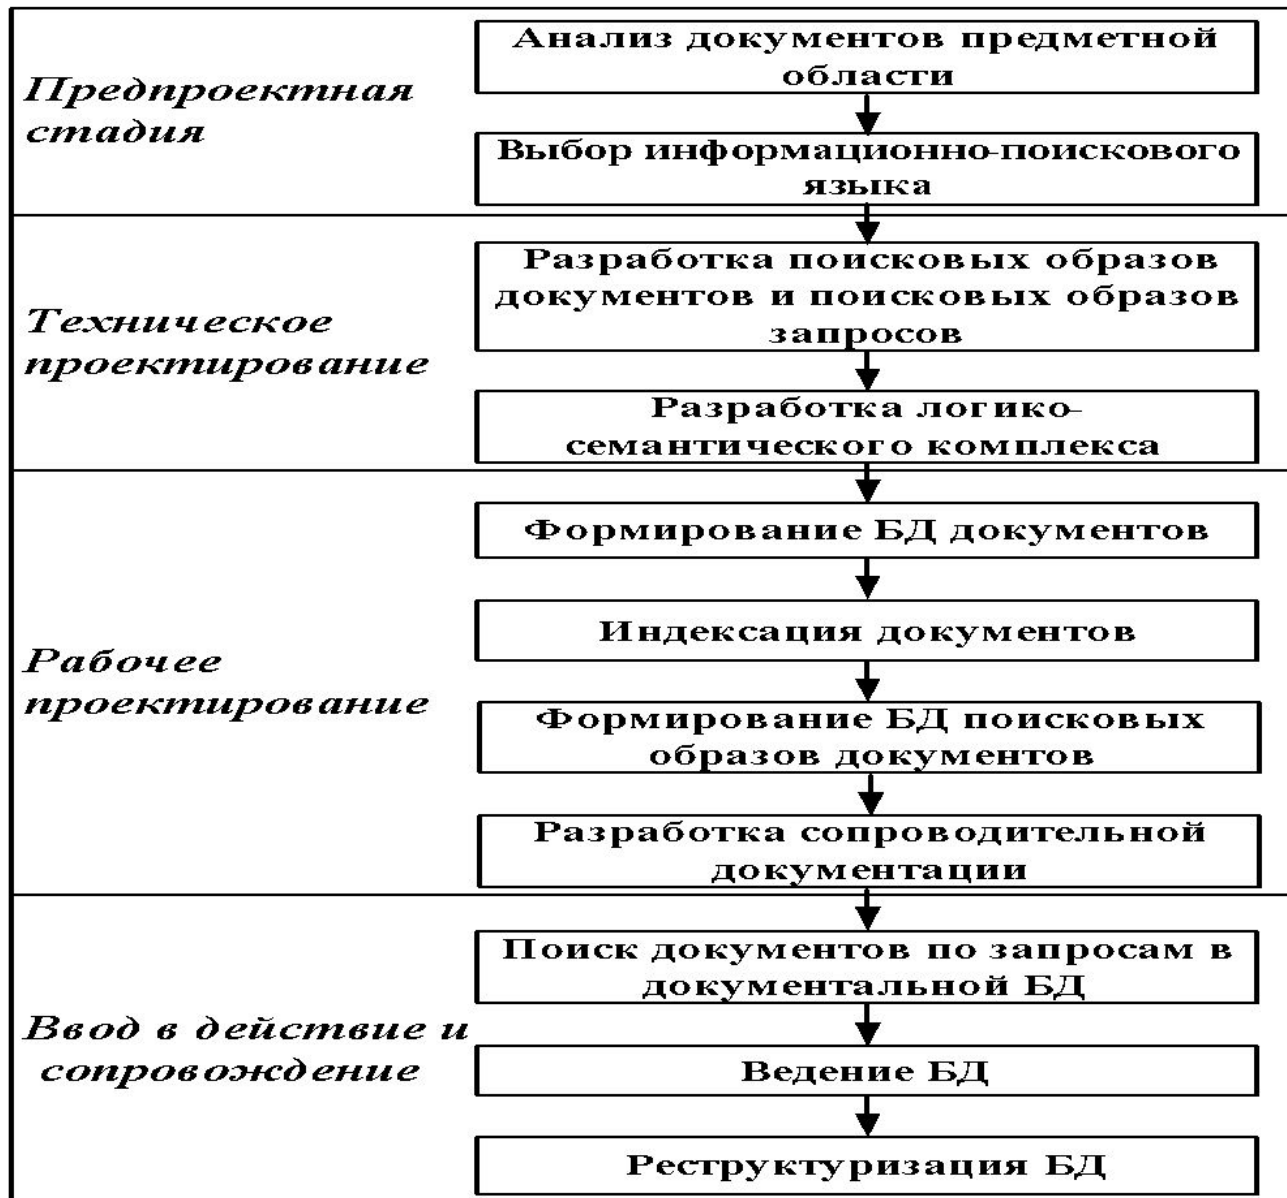 Предпроектная
стадия
Анализ документов предметной
области
Выбор информационно-поискового
языка
Техническое
проектирование
Разработка поисковых образов
документов и поисковых образов
запросов
Разработка логико-
семантического комплекса
Рабочее
проектирование
Формирование БД документов
Индексация документов
Формирование БД поисковых
образов документов
Разработка сопроводительной
документации
Ввод в действие и
сопровождение
Поиск документов по запросам в
документальной БД
Ведение БД
Реструктуризация БД